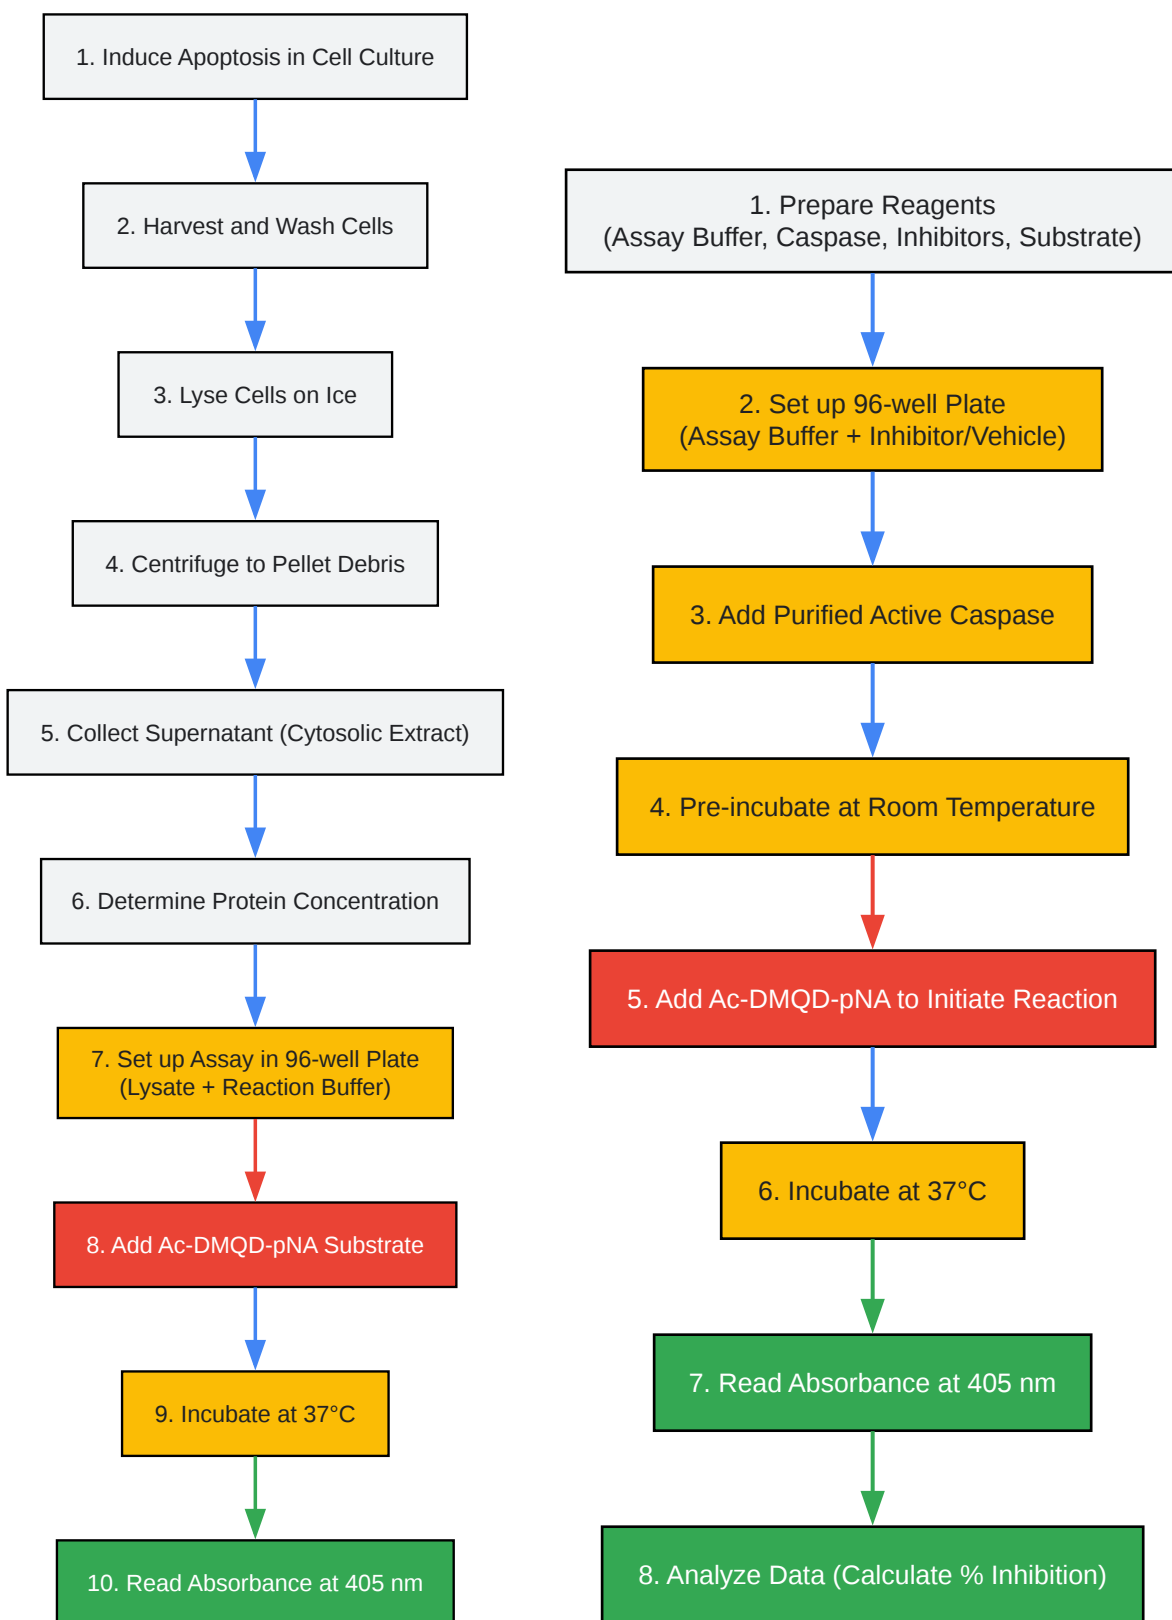 1. Induce Apoptosis in Cell Culture
2. Harvest and Wash Cells
3. Lyse Cells on Ice
4. Centrifuge to Pellet Debris
5. Collect Supernatant (Cytosolic Extract)
6. Determine Protein Concentration
7. Set up Assay in 96-well Plate
(Lysate + Reaction Buffer)
8. Add Ac-DMQD-pNA Substrate
9. Incubate at 37°C
10. Read Absorbance at 405 nm
1. Prepare Reagents
(Assay Buffer, Caspase, Inhibitors, Substrate)
2. Set up 96-well Plate
(Assay Buffer + Inhibitor/Vehicle)
3. Add Purified Active Caspase
4. Pre-incubate at Room Temperature
5. Add Ac-DMQD-pNA to Initiate Reaction
6. Incubate at 37°C
7. Read Absorbance at 405 nm
8. Analyze Data (Calculate % Inhibition)